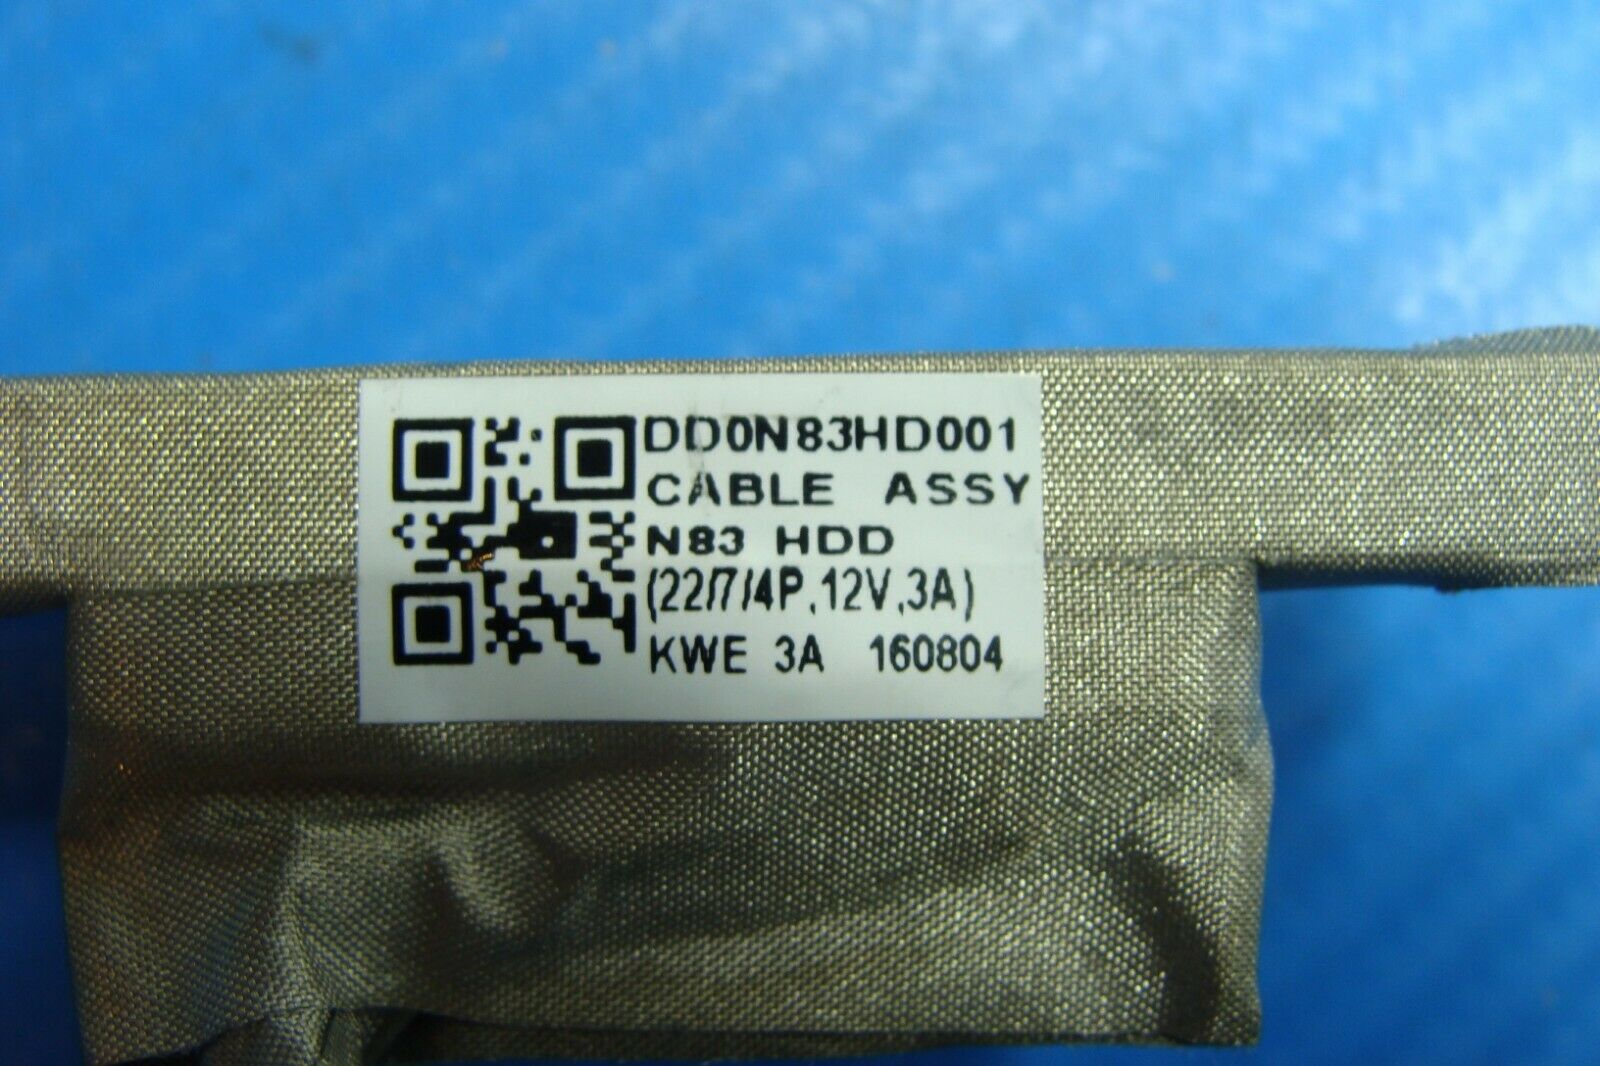 DD0N83HD001
CABLE ASSY
N83 HDD
(22/7/4P,12V,3A)
KWE 3A 160804